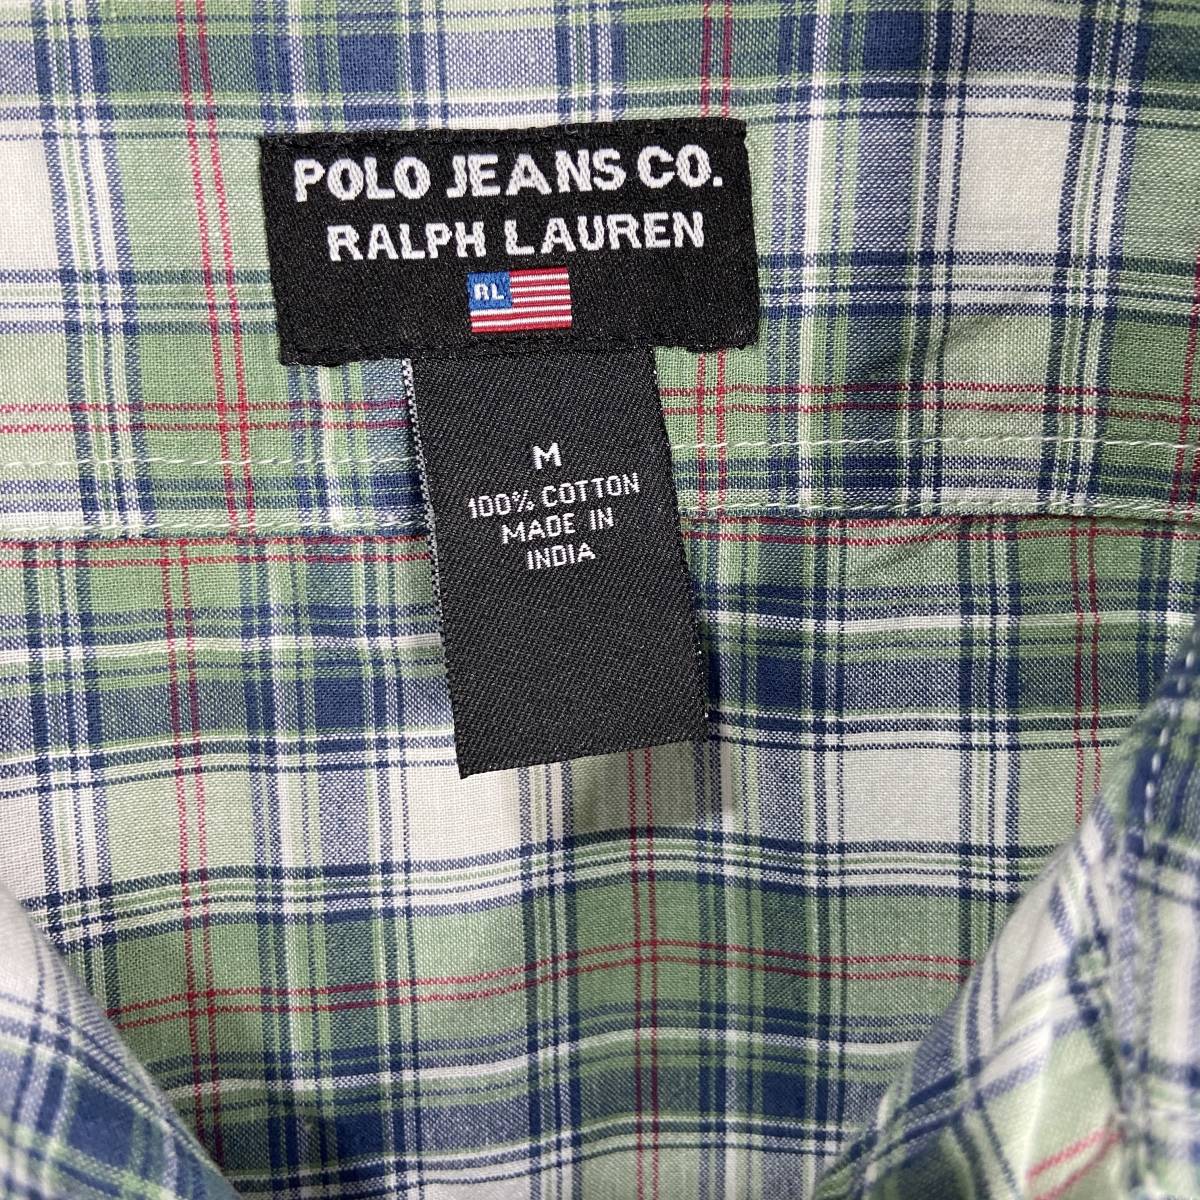 POLO JEANS CO.
RALPH LAUREN
RL
M
100% COTTON
MADE IN
INDIA